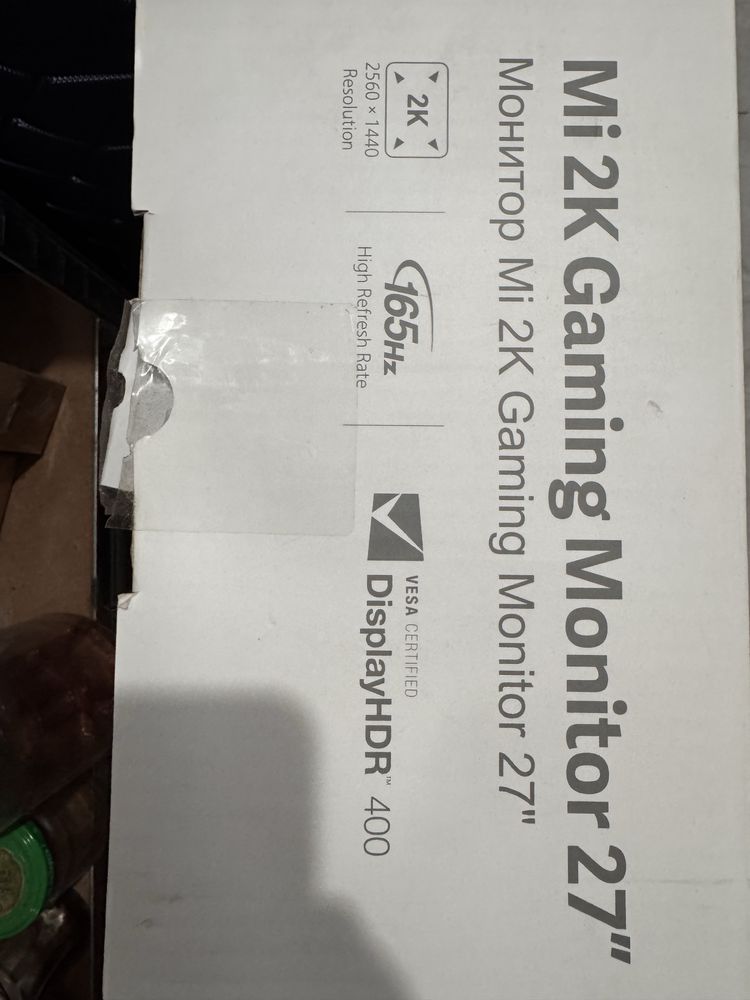 Mi 2K Gaming Monitor 27"
Монитор Mi 2K Gaming Monitor 27"
2K
2560 × 1440
Resolution
165Hz
High Refresh Rate
VESA CERTIFIED
DisplayHDR™ 400